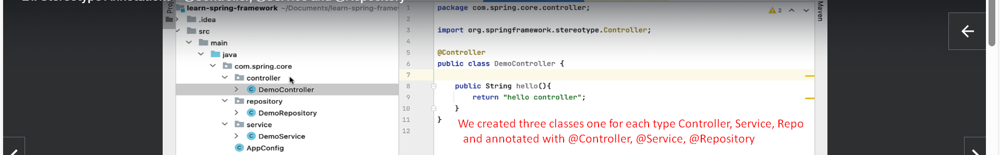 learn-spring-framework ~/Documents/learn-spring-framew
.idea
src
main
java
com.spring.core
controller
DemoController
repository
DemoRepository
service
DemoService
AppConfig
1 package com.spring.core.controller;
2
3 import org.springframework.stereotype.Controller;
4
5 @Controller
6 public class DemoController {
7
8 public String hello(){
9 return "hello controller";
10 }
11 }
12
We created three classes one for each type Controller, Service, Repo
and annotated with @Controller, @Service, @Repository
2
Maven